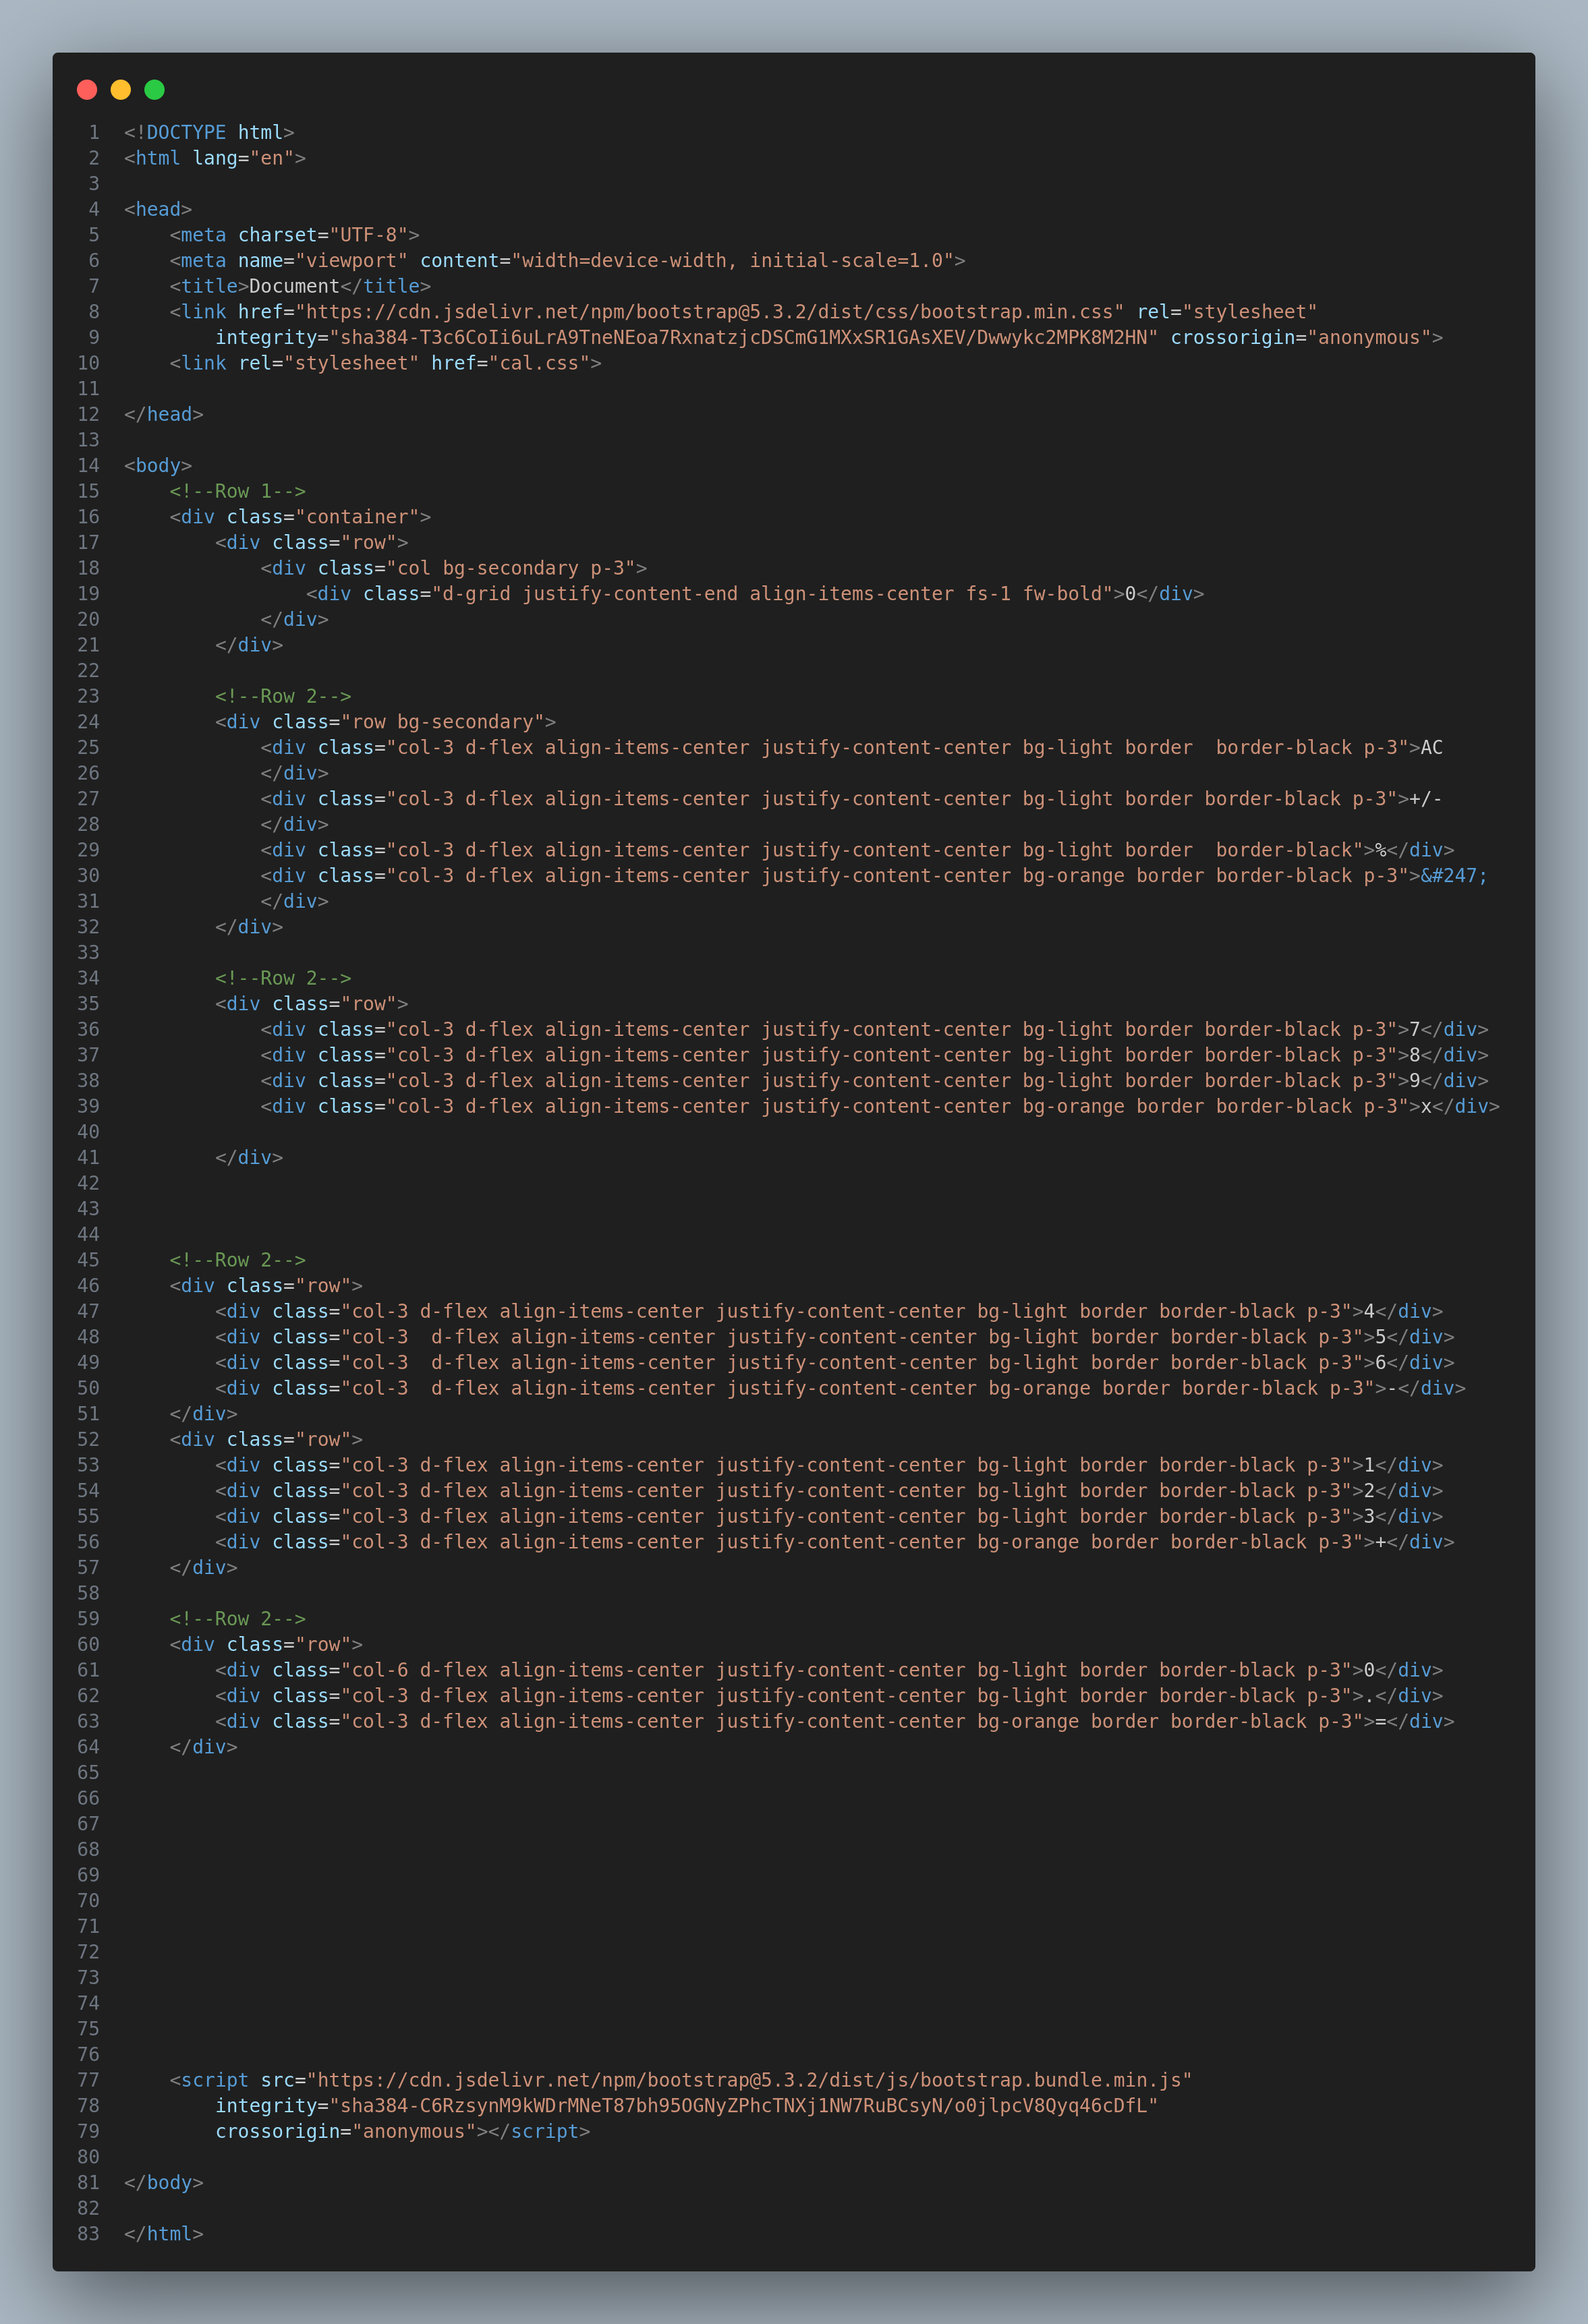 1 <!DOCTYPE html>
2 <html lang="en">
3
4 <head>
5     <meta charset="UTF-8">
6     <meta name="viewport" content="width=device-width, initial-scale=1.0">
7     <title>Document</title>
8     <link href="https://cdn.jsdelivr.net/npm/bootstrap@5.3.2/dist/css/bootstrap.min.css" rel="stylesheet"
9         integrity="sha384-T3c6CoIi6uLrA9TneNEoa7RxnatzjcDSCmG1MXxSR1GAsXEV/Dwwykc2MPK8M2HN" crossorigin="anonymous">
10     <link rel="stylesheet" href="cal.css">
11
12 </head>
13
14 <body>
15     <!--Row 1-->
16     <div class="container">
17         <div class="row">
18             <div class="col bg-secondary p-3">
19                 <div class="d-grid justify-content-end align-items-center fs-1 fw-bold">0</div>
20             </div>
21         </div>
22
23         <!--Row 2-->
24         <div class="row bg-secondary">
25             <div class="col-3 d-flex align-items-center justify-content-center bg-light border  border-black p-3">AC
26             </div>
27             <div class="col-3 d-flex align-items-center justify-content-center bg-light border border-black p-3">+/-
28             </div>
29             <div class="col-3 d-flex align-items-center justify-content-center bg-light border  border-black">%</div>
30             <div class="col-3 d-flex align-items-center justify-content-center bg-orange border border-black p-3">&#247;
31             </div>
32         </div>
33
34         <!--Row 2-->
35         <div class="row">
36             <div class="col-3 d-flex align-items-center justify-content-center bg-light border border-black p-3">7</div>
37             <div class="col-3 d-flex align-items-center justify-content-center bg-light border border-black p-3">8</div>
38             <div class="col-3 d-flex align-items-center justify-content-center bg-light border border-black p-3">9</div>
39             <div class="col-3 d-flex align-items-center justify-content-center bg-orange border border-black p-3">x</div>
40
41         </div>
42
43
44
45     <!--Row 2-->
46     <div class="row">
47         <div class="col-3 d-flex align-items-center justify-content-center bg-light border border-black p-3">4</div>
48         <div class="col-3  d-flex align-items-center justify-content-center bg-light border border-black p-3">5</div>
49         <div class="col-3  d-flex align-items-center justify-content-center bg-light border border-black p-3">6</div>
50         <div class="col-3  d-flex align-items-center justify-content-center bg-orange border border-black p-3">-</div>
51     </div>
52     <div class="row">
53         <div class="col-3 d-flex align-items-center justify-content-center bg-light border border-black p-3">1</div>
54         <div class="col-3 d-flex align-items-center justify-content-center bg-light border border-black p-3">2</div>
55         <div class="col-3 d-flex align-items-center justify-content-center bg-light border border-black p-3">3</div>
56         <div class="col-3 d-flex align-items-center justify-content-center bg-orange border border-black p-3">+</div>
57     </div>
58
59     <!--Row 2-->
60     <div class="row">
61         <div class="col-6 d-flex align-items-center justify-content-center bg-light border border-black p-3">0</div>
62         <div class="col-3 d-flex align-items-center justify-content-center bg-light border border-black p-3">.</div>
63         <div class="col-3 d-flex align-items-center justify-content-center bg-orange border border-black p-3">=</div>
64     </div>
65
66
67
68
69
70
71
72
73
74
75
76
77     <script src="https://cdn.jsdelivr.net/npm/bootstrap@5.3.2/dist/js/bootstrap.bundle.min.js"
78         integrity="sha384-C6RzsynM9kWDrMNeT87bh95OGNyZPhcTNXj1NW7RuBCsyN/o0jlpcV8Qyq46cDfL"
79         crossorigin="anonymous"></script>
80
81 </body>
82
83 </html>